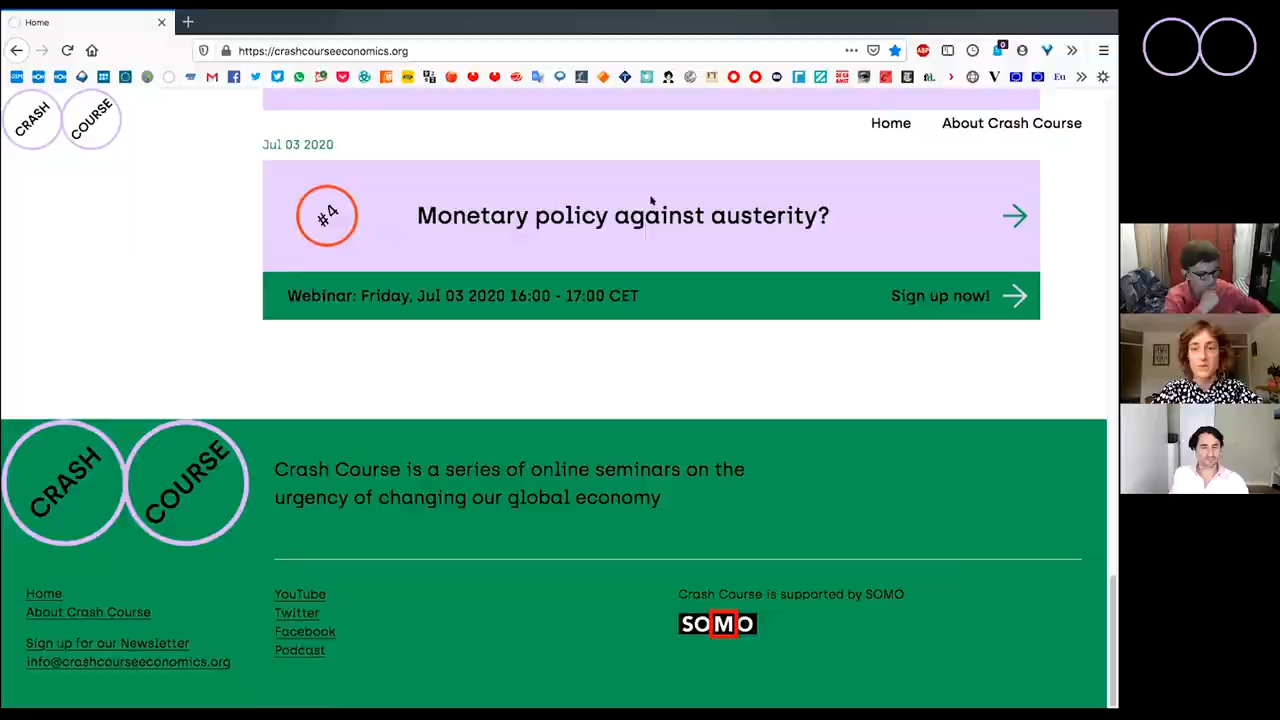 Home
https://crashcourseeconomics.org
CRASH COURSE
Home
About Crash Course
Jul 03 2020
#4
Monetary policy against austerity?
Webinar: Friday, Jul 03 2020 16:00 - 17:00 CET
Sign up now!
CRASH COURSE
Crash Course is a series of online seminars on the
urgency of changing our global economy
Home
About Crash Course
Sign up for our Newsletter
info@crashcourseeconomics.org
YouTube
Twitter
Facebook
Podcast
Crash Course is supported by SOMO
SOMO